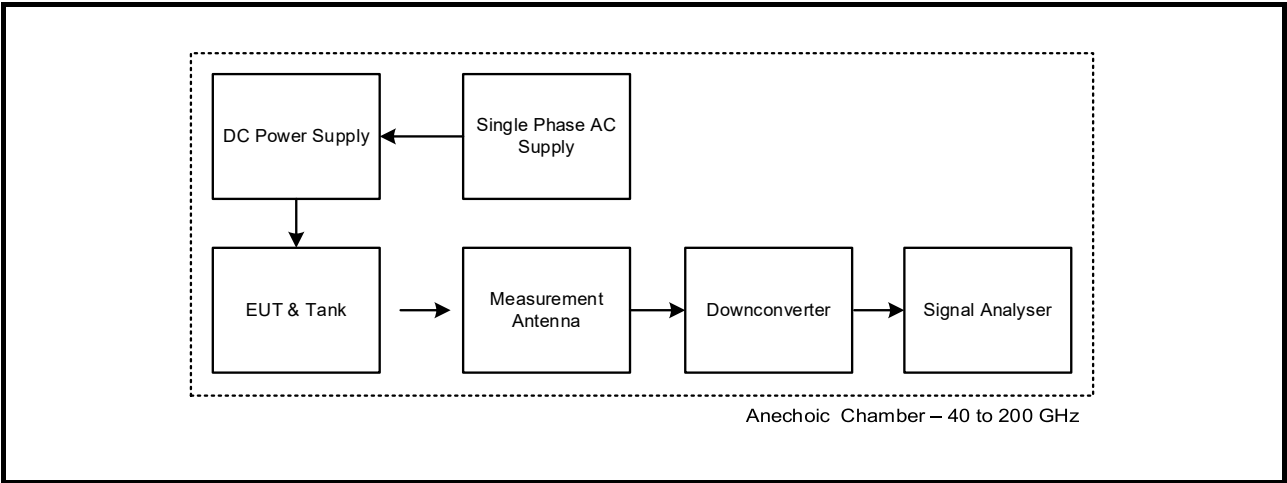 DC Power Supply
Single Phase AC
Supply
EUT & Tank
Measurement
Antenna
Downconverter
Signal Analyser
Anechoic Chamber – 40 to 200 GHz